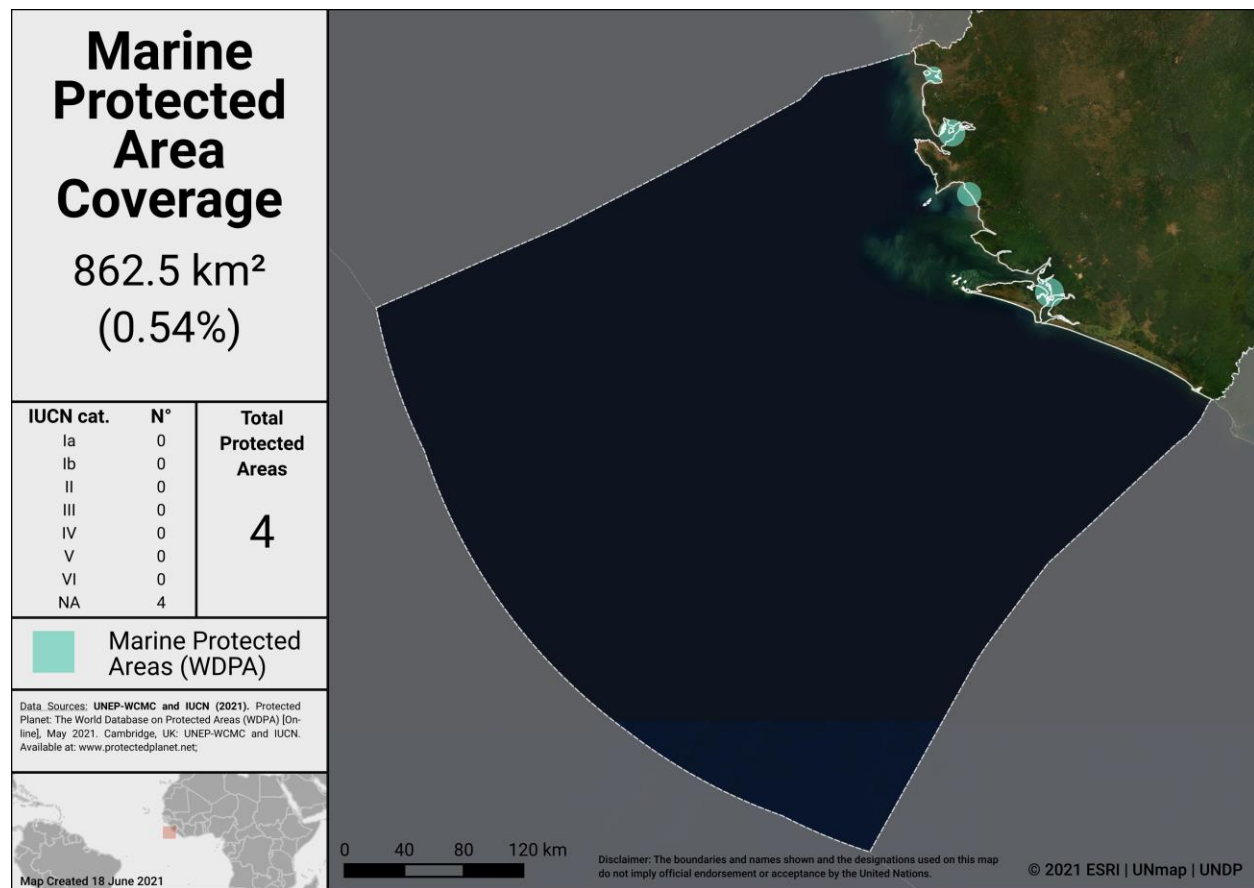 Marine
Protected
Area
Coverage
862.5 km²
(0.54%)
IUCN cat. N°
Ia 0
Ib 0
II 0
III 0
IV 0
V 0
VI 0
NA 4
Total
Protected
Areas
4
Marine Protected
Areas (WDPA)
Data Sources: UNEP-WCMC and IUCN (2021). Protected
Planet: The World Database on Protected Areas (WDPA) [On-
line], May 2021. Cambridge, UK: UNEP-WCMC and IUCN.
Available at: www.protectedplanet.net;
Map Created 18 June 2021
0 40 80 120 km
Disclaimer: The boundaries and names shown and the designations used on this map
do not imply official endorsement or acceptance by the United Nations.
© 2021 ESRI | UNmap | UNDP